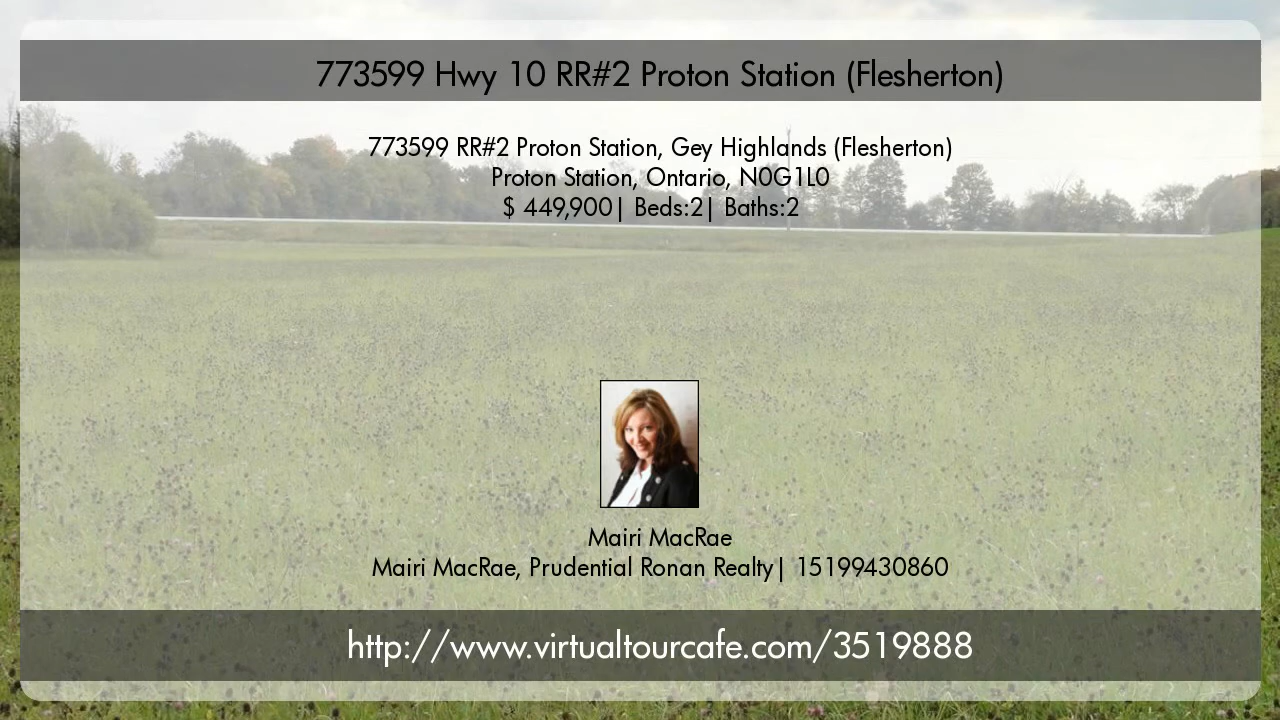 773599 Hwy 10 RR#2 Proton Station (Flesherton)
773599 RR#2 Proton Station, Gey Highlands (Flesherton)
Proton Station, Ontario, N0G1L0
$ 449,900| Beds:2| Baths:2
Mairi MacRae
Mairi MacRae, Prudential Ronan Realty| 15199430860
http://www.virtualtourcafe.com/3519888